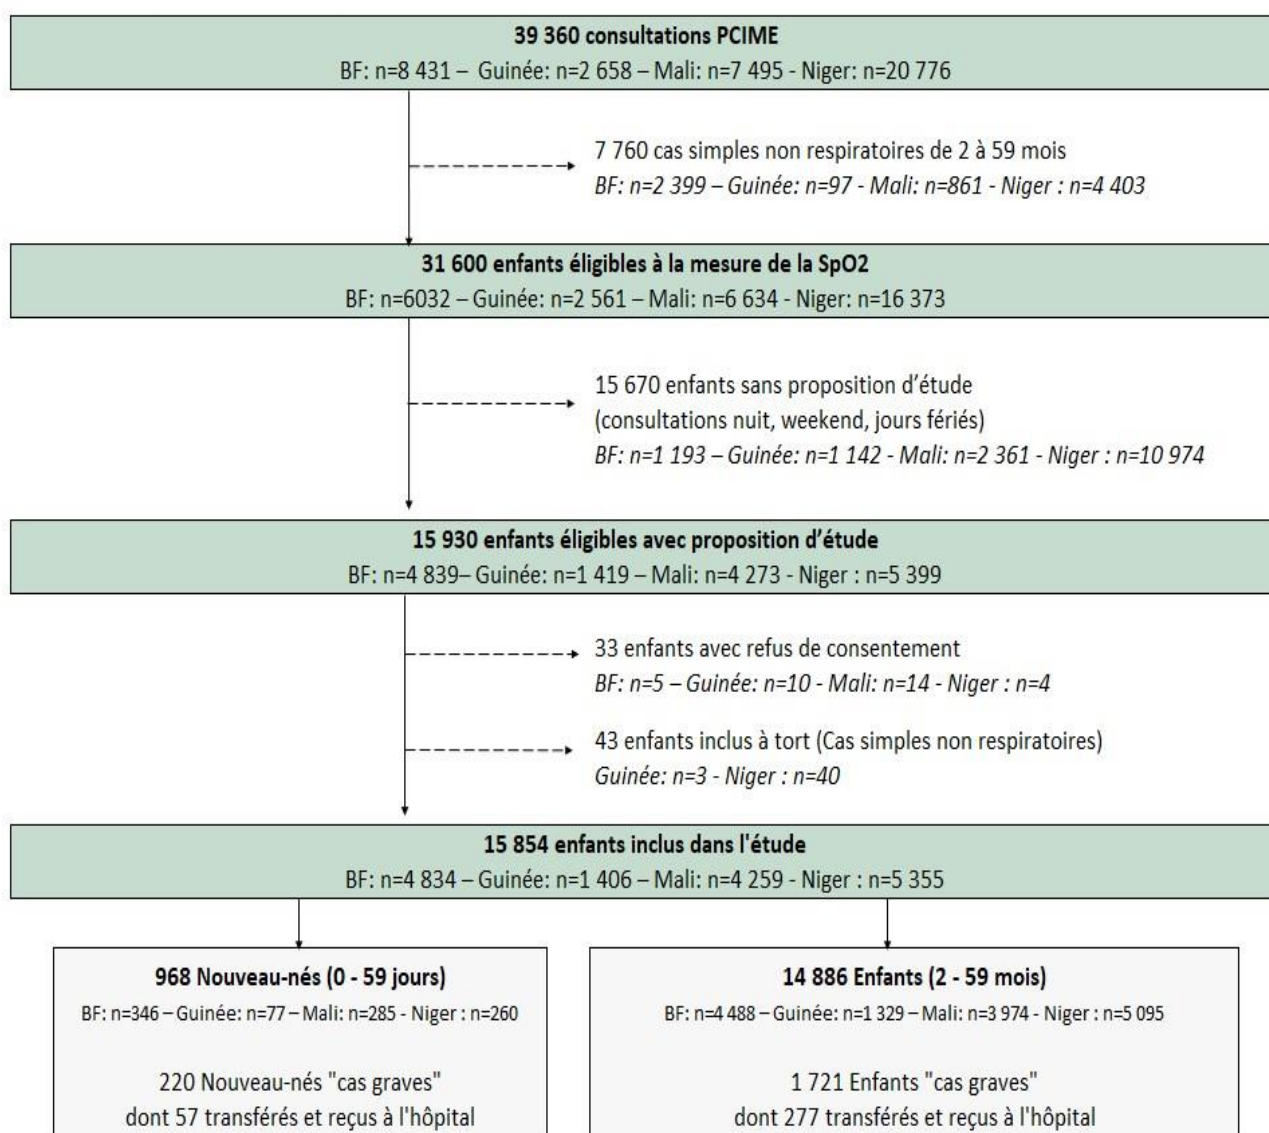 39 360 consultations PCIME
BF: n=8 431 – Guinée: n=2 658 – Mali: n=7 495 - Niger: n=20 776
7 760 cas simples non respiratoires de 2 à 59 mois
BF: n=2 399 – Guinée: n=97 - Mali: n=861 - Niger : n=4 403
31 600 enfants éligibles à la mesure de la SpO2
BF: n=6032 – Guinée: n=2 561 – Mali: n=6 634 - Niger: n=16 373
15 670 enfants sans proposition d’étude
(consultations nuit, weekend, jours fériés)
BF: n=1 193 – Guinée: n=1 142 - Mali: n=2 361 - Niger : n=10 974
15 930 enfants éligibles avec proposition d’étude
BF: n=4 839– Guinée: n=1 419 – Mali: n=4 273 - Niger : n=5 399
33 enfants avec refus de consentement
BF: n=5 – Guinée: n=10 - Mali: n=14 - Niger : n=4
43 enfants inclus à tort (Cas simples non respiratoires)
Guinée: n=3 - Niger : n=40
15 854 enfants inclus dans l'étude
BF: n=4 834 – Guinée: n=1 406 – Mali: n=4 259 - Niger : n=5 355
968 Nouveau-nés (0 - 59 jours)
BF: n=346 – Guinée: n=77 – Mali: n=285 - Niger : n=260
220 Nouveau-nés "cas graves"
dont 57 transférés et reçus à l'hôpital
14 886 Enfants (2 - 59 mois)
BF: n=4 488 – Guinée: n=1 329 – Mali: n=3 974 - Niger : n=5 095
1 721 Enfants "cas graves"
dont 277 transférés et reçus à l'hôpital